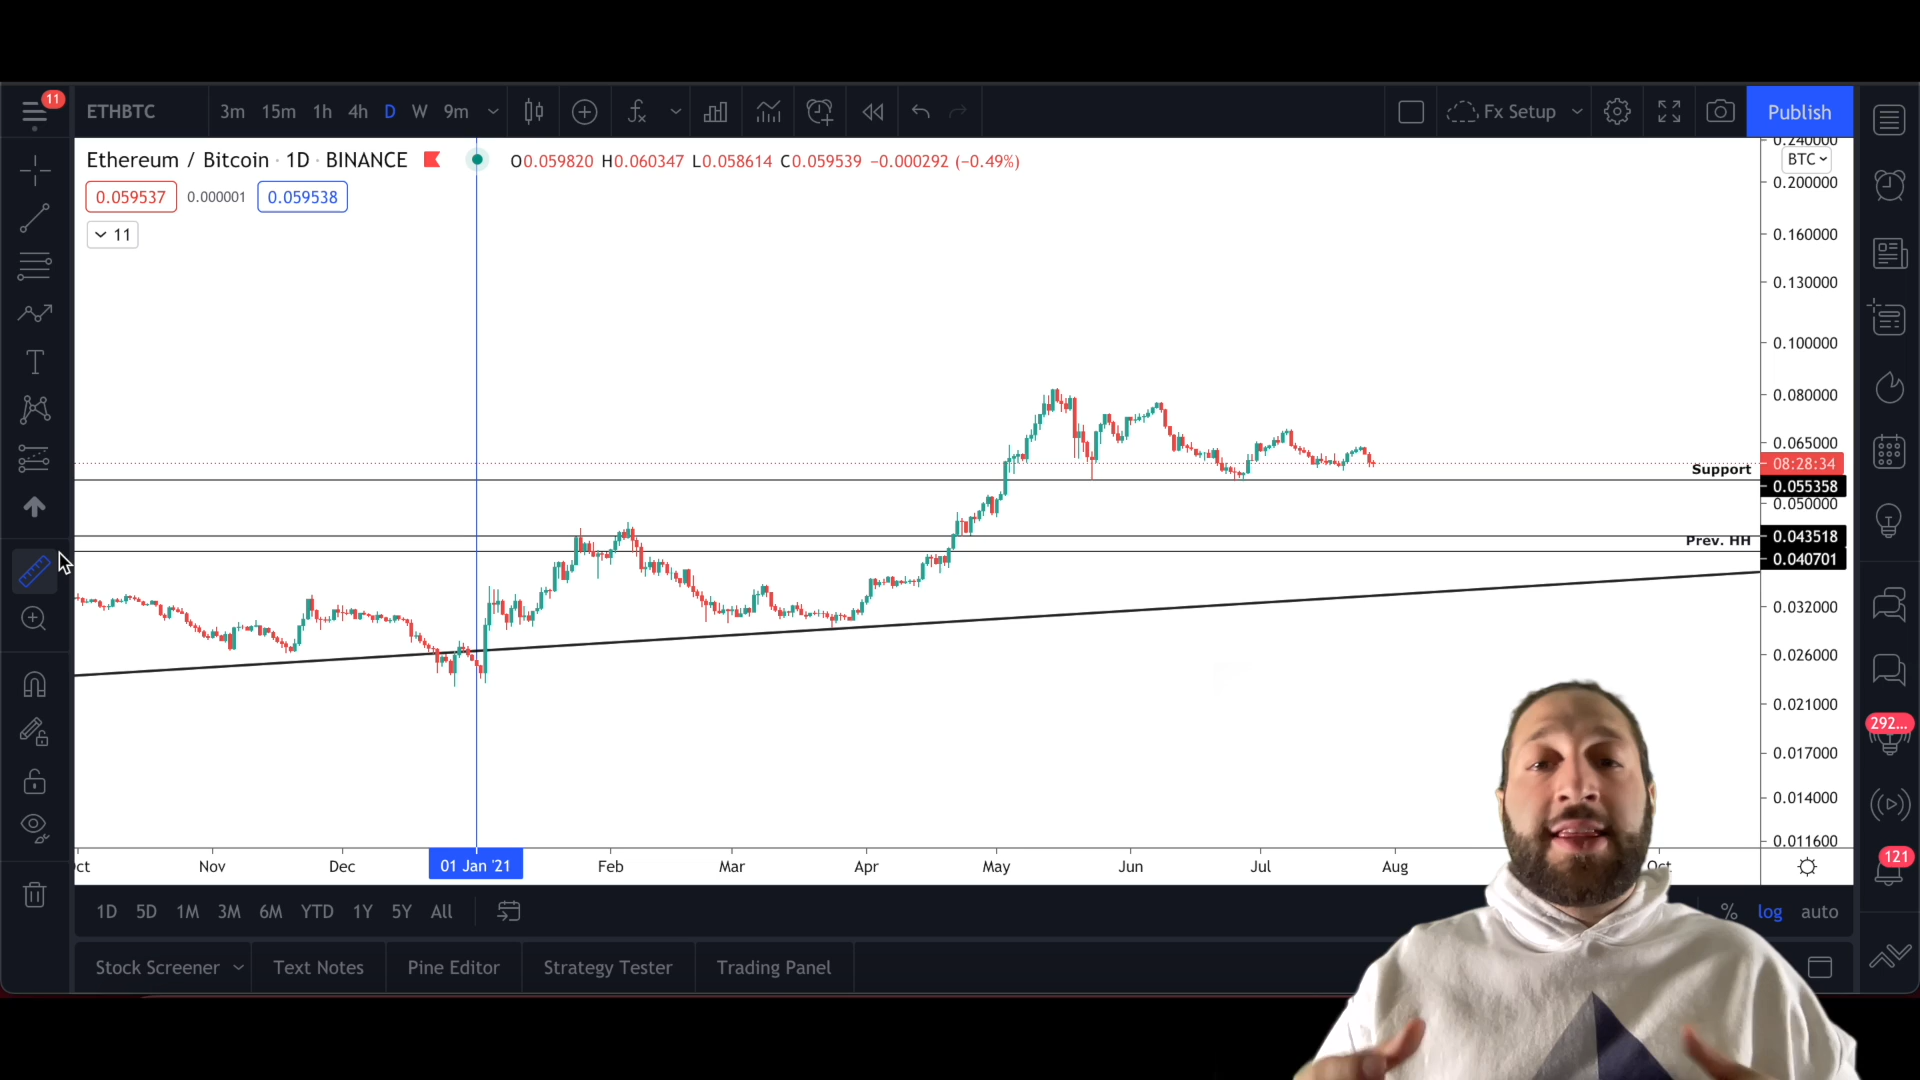 11
ETHBTC 3m 15m 1h 4h D W 9m Fx Setup Publish
Ethereum / Bitcoin · 1D · BINANCE O0.059820 H0.060347 L0.058614 C0.059539 −0.000292 (−0.49%)
0.059537 0.000001 0.059538
11
0.240000
BTC
0.200000
0.160000
0.130000
0.100000
0.080000
0.065000
Support 08:28:34
0.055358
0.050000
Prev. HH 0.043518
0.040701
0.032000
0.026000
0.021000
0.017000
292...
0.014000
0.011600
121
Nov Dec 01 Jan '21 Feb Mar Apr May Jun Jul Aug Oct
1D 5D 1M 3M 6M YTD 1Y 5Y All % log auto
Stock Screener Text Notes Pine Editor Strategy Tester Trading Panel